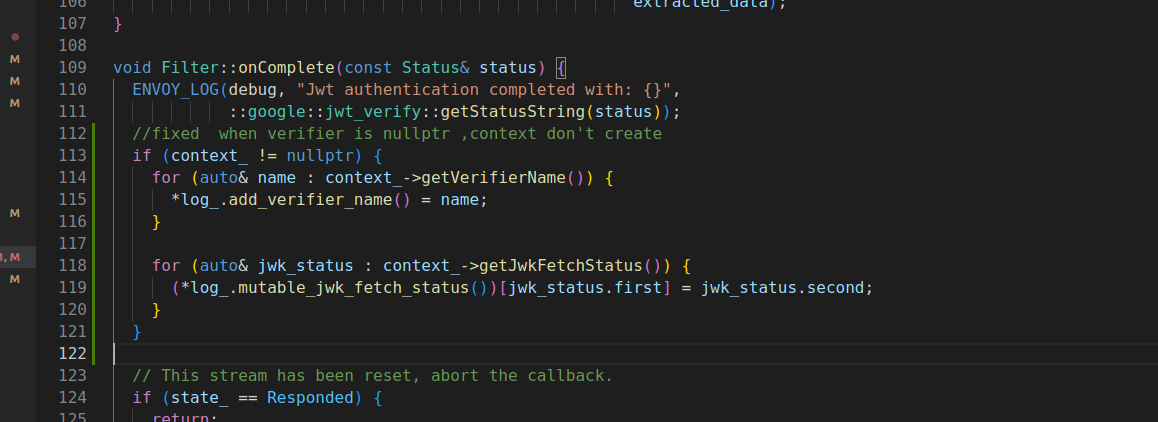 106 extracted_data);
107 }
108
109 void Filter::onComplete(const Status& status) {
110 ENVOY_LOG(debug, "Jwt authentication completed with: {}",
111 ::google::jwt_verify::getStatusString(status));
112 //fixed  when verifier is nullptr ,context don't create
113 if (context_ != nullptr) {
114 for (auto& name : context_->getVerifierName()) {
115 *log_.add_verifier_name() = name;
116 }
117
118 for (auto& jwk_status : context_->getJwkFetchStatus()) {
119 (*log_.mutable_jwk_fetch_status())[jwk_status.first] = jwk_status.second;
120 }
121 }
122
123 // This stream has been reset, abort the callback.
124 if (state_ == Responded) {
125 return;
M
M
M
M
M, M
M